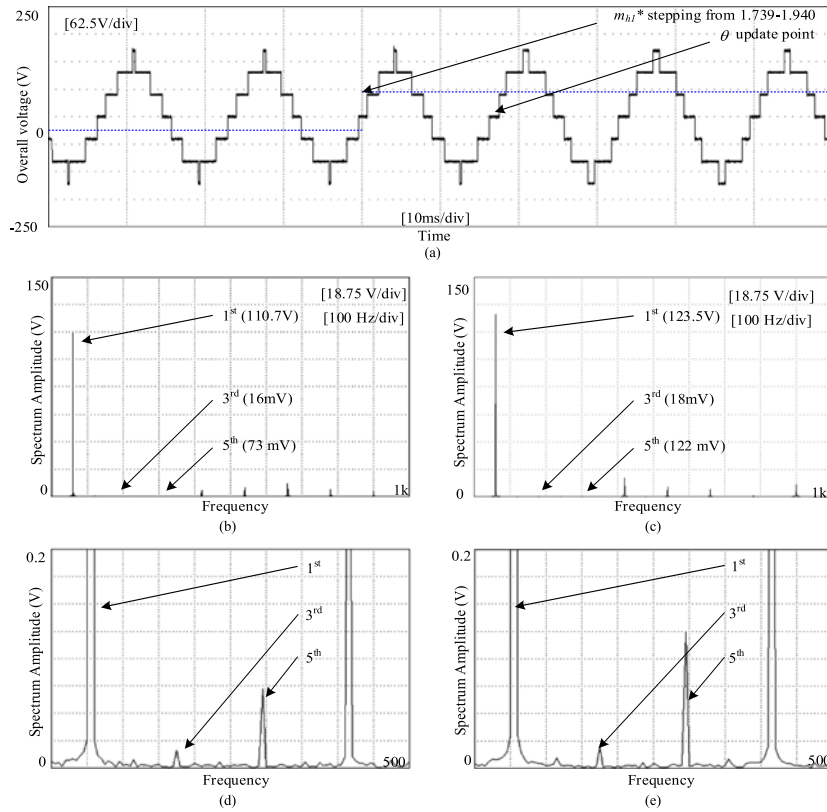 250
[62.5V/div]
m_h1* stepping from 1.739-1.940
θ update point
Overall voltage (V)
0
-250
[10ms/div]
Time
(a)
150
[18.75 V/div]
[100 Hz/div]
1st (110.7V)
3rd (16mV)
5th (73 mV)
Spectrum Amplitude (V)
0
1k
Frequency
(b)
150
[18.75 V/div]
[100 Hz/div]
1st (123.5V)
3rd (18mV)
5th (122 mV)
Spectrum Amplitude (V)
0
1k
Frequency
(c)
0.2
1st
3rd
5th
Spectrum Amplitude (V)
0
500
Frequency
(d)
0.2
1st
3rd
5th
Spectrum Amplitude (V)
0
500
Frequency
(e)